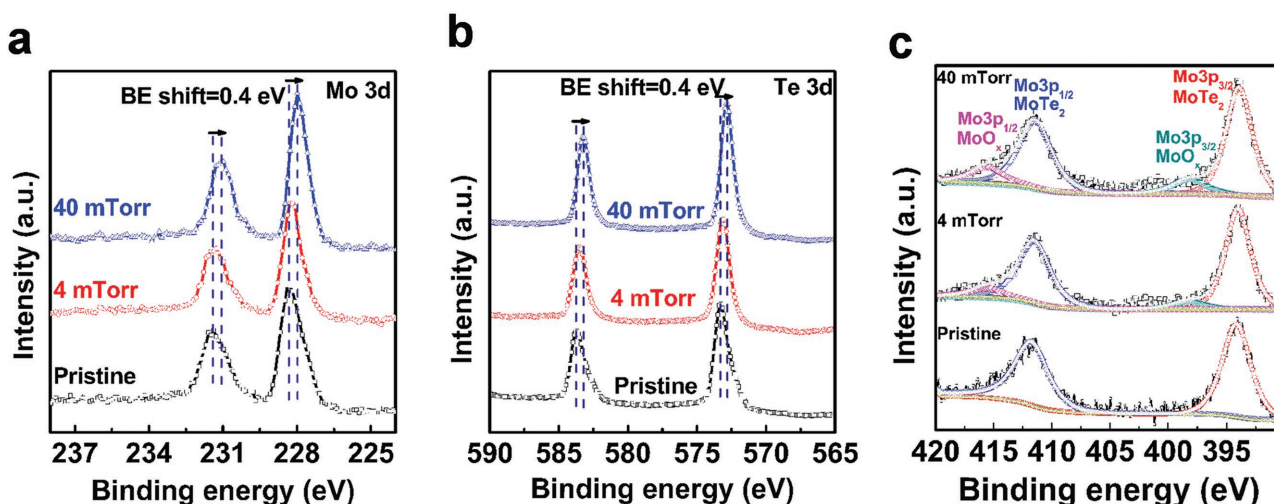 a
BE shift=0.4 eV
Mo 3d
40 mTorr
4 mTorr
Pristine
Intensity (a.u.)
237 234 231 228 225
Binding energy (eV)
b
BE shift=0.4 eV
Te 3d
40 mTorr
4 mTorr
Pristine
Intensity (a.u.)
590 585 580 575 570 565
Binding energy (eV)
c
40 mTorr
Mo3p1/2
MoTe2
Mo3p3/2
MoTe2
Mo3p1/2
MoOx
Mo3p3/2
MoOx
4 mTorr
Pristine
Intensity (a.u.)
420 415 410 405 400 395
Binding energy (eV)